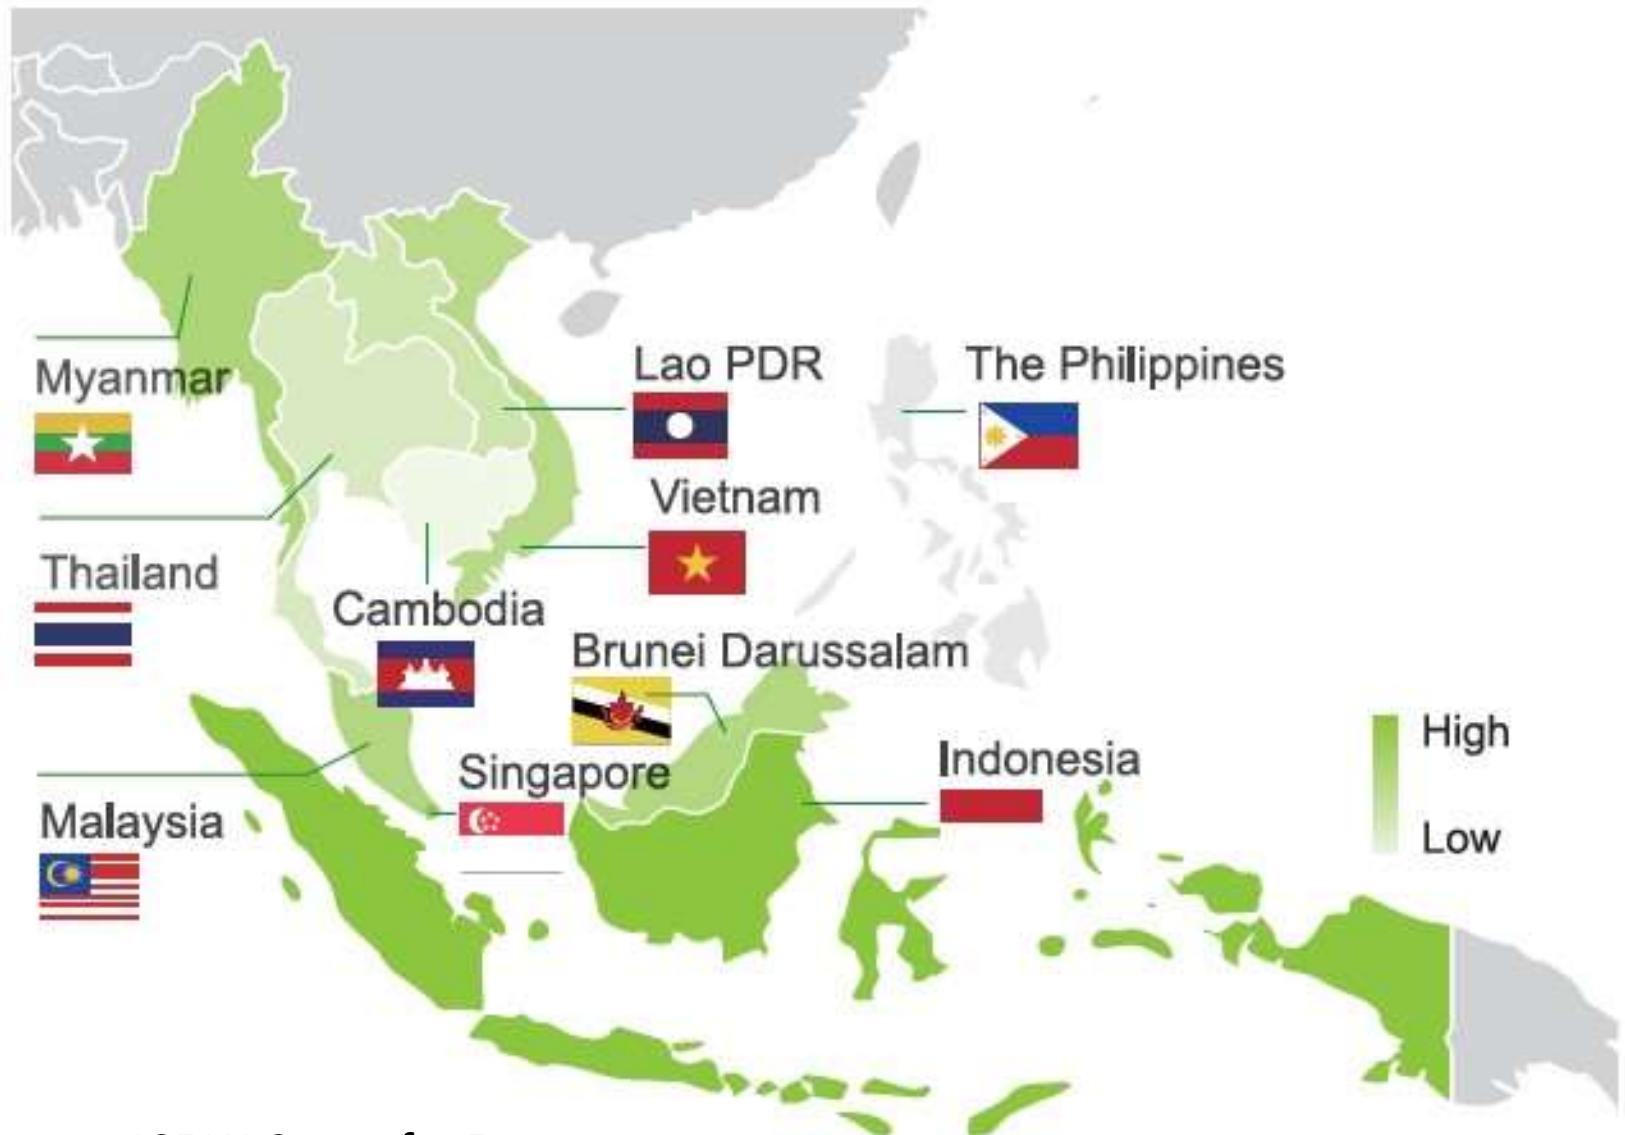 Lao PDR
The Philippines
Myanmar
Vietnam
Thailand
Cambodia
Brunei Darussalam
High
Indonesia
Singapore
Malaysia
Low